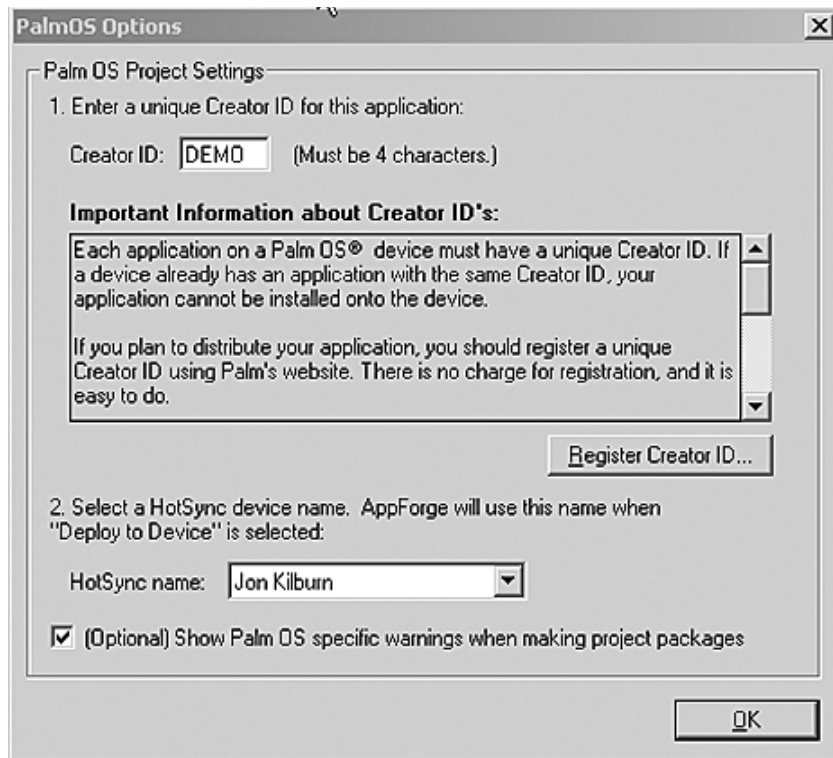 PalmOS Options
Palm OS Project Settings
1. Enter a unique Creator ID for this application:
Creator ID: DEMO (Must be 4 characters.)
Important Information about Creator ID's:
Each application on a Palm OS® device must have a unique Creator ID. If
a device already has an application with the same Creator ID, your
application cannot be installed onto the device.
If you plan to distribute your application, you should register a unique
Creator ID using Palm's website. There is no charge for registration, and it is
easy to do.
Register Creator ID...
2. Select a HotSync device name. AppForge will use this name when
"Deploy to Device" is selected:
HotSync name: Jon Kilburn
(Optional) Show Palm OS specific warnings when making project packages
OK